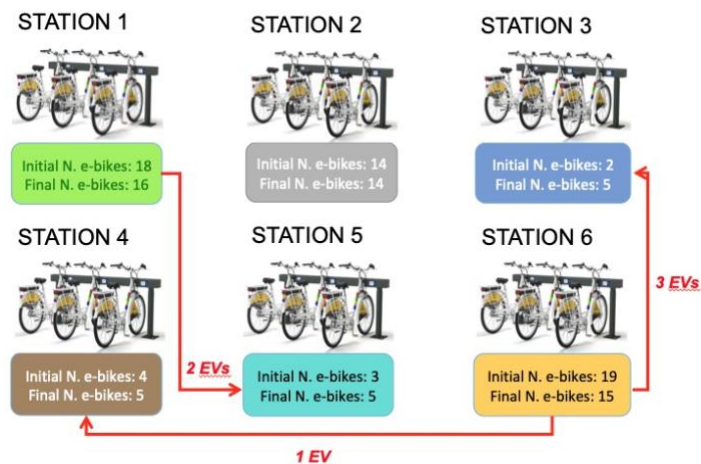 STATION 1
STATION 2
STATION 3
Initial N. e-bikes: 18
Final N. e-bikes: 16
Initial N. e-bikes: 14
Final N. e-bikes: 14
Initial N. e-bikes: 2
Final N. e-bikes: 5
STATION 4
STATION 5
STATION 6
3 EVs
2 EVs
Initial N. e-bikes: 4
Final N. e-bikes: 5
Initial N. e-bikes: 3
Final N. e-bikes: 5
Initial N. e-bikes: 19
Final N. e-bikes: 15
1 EV